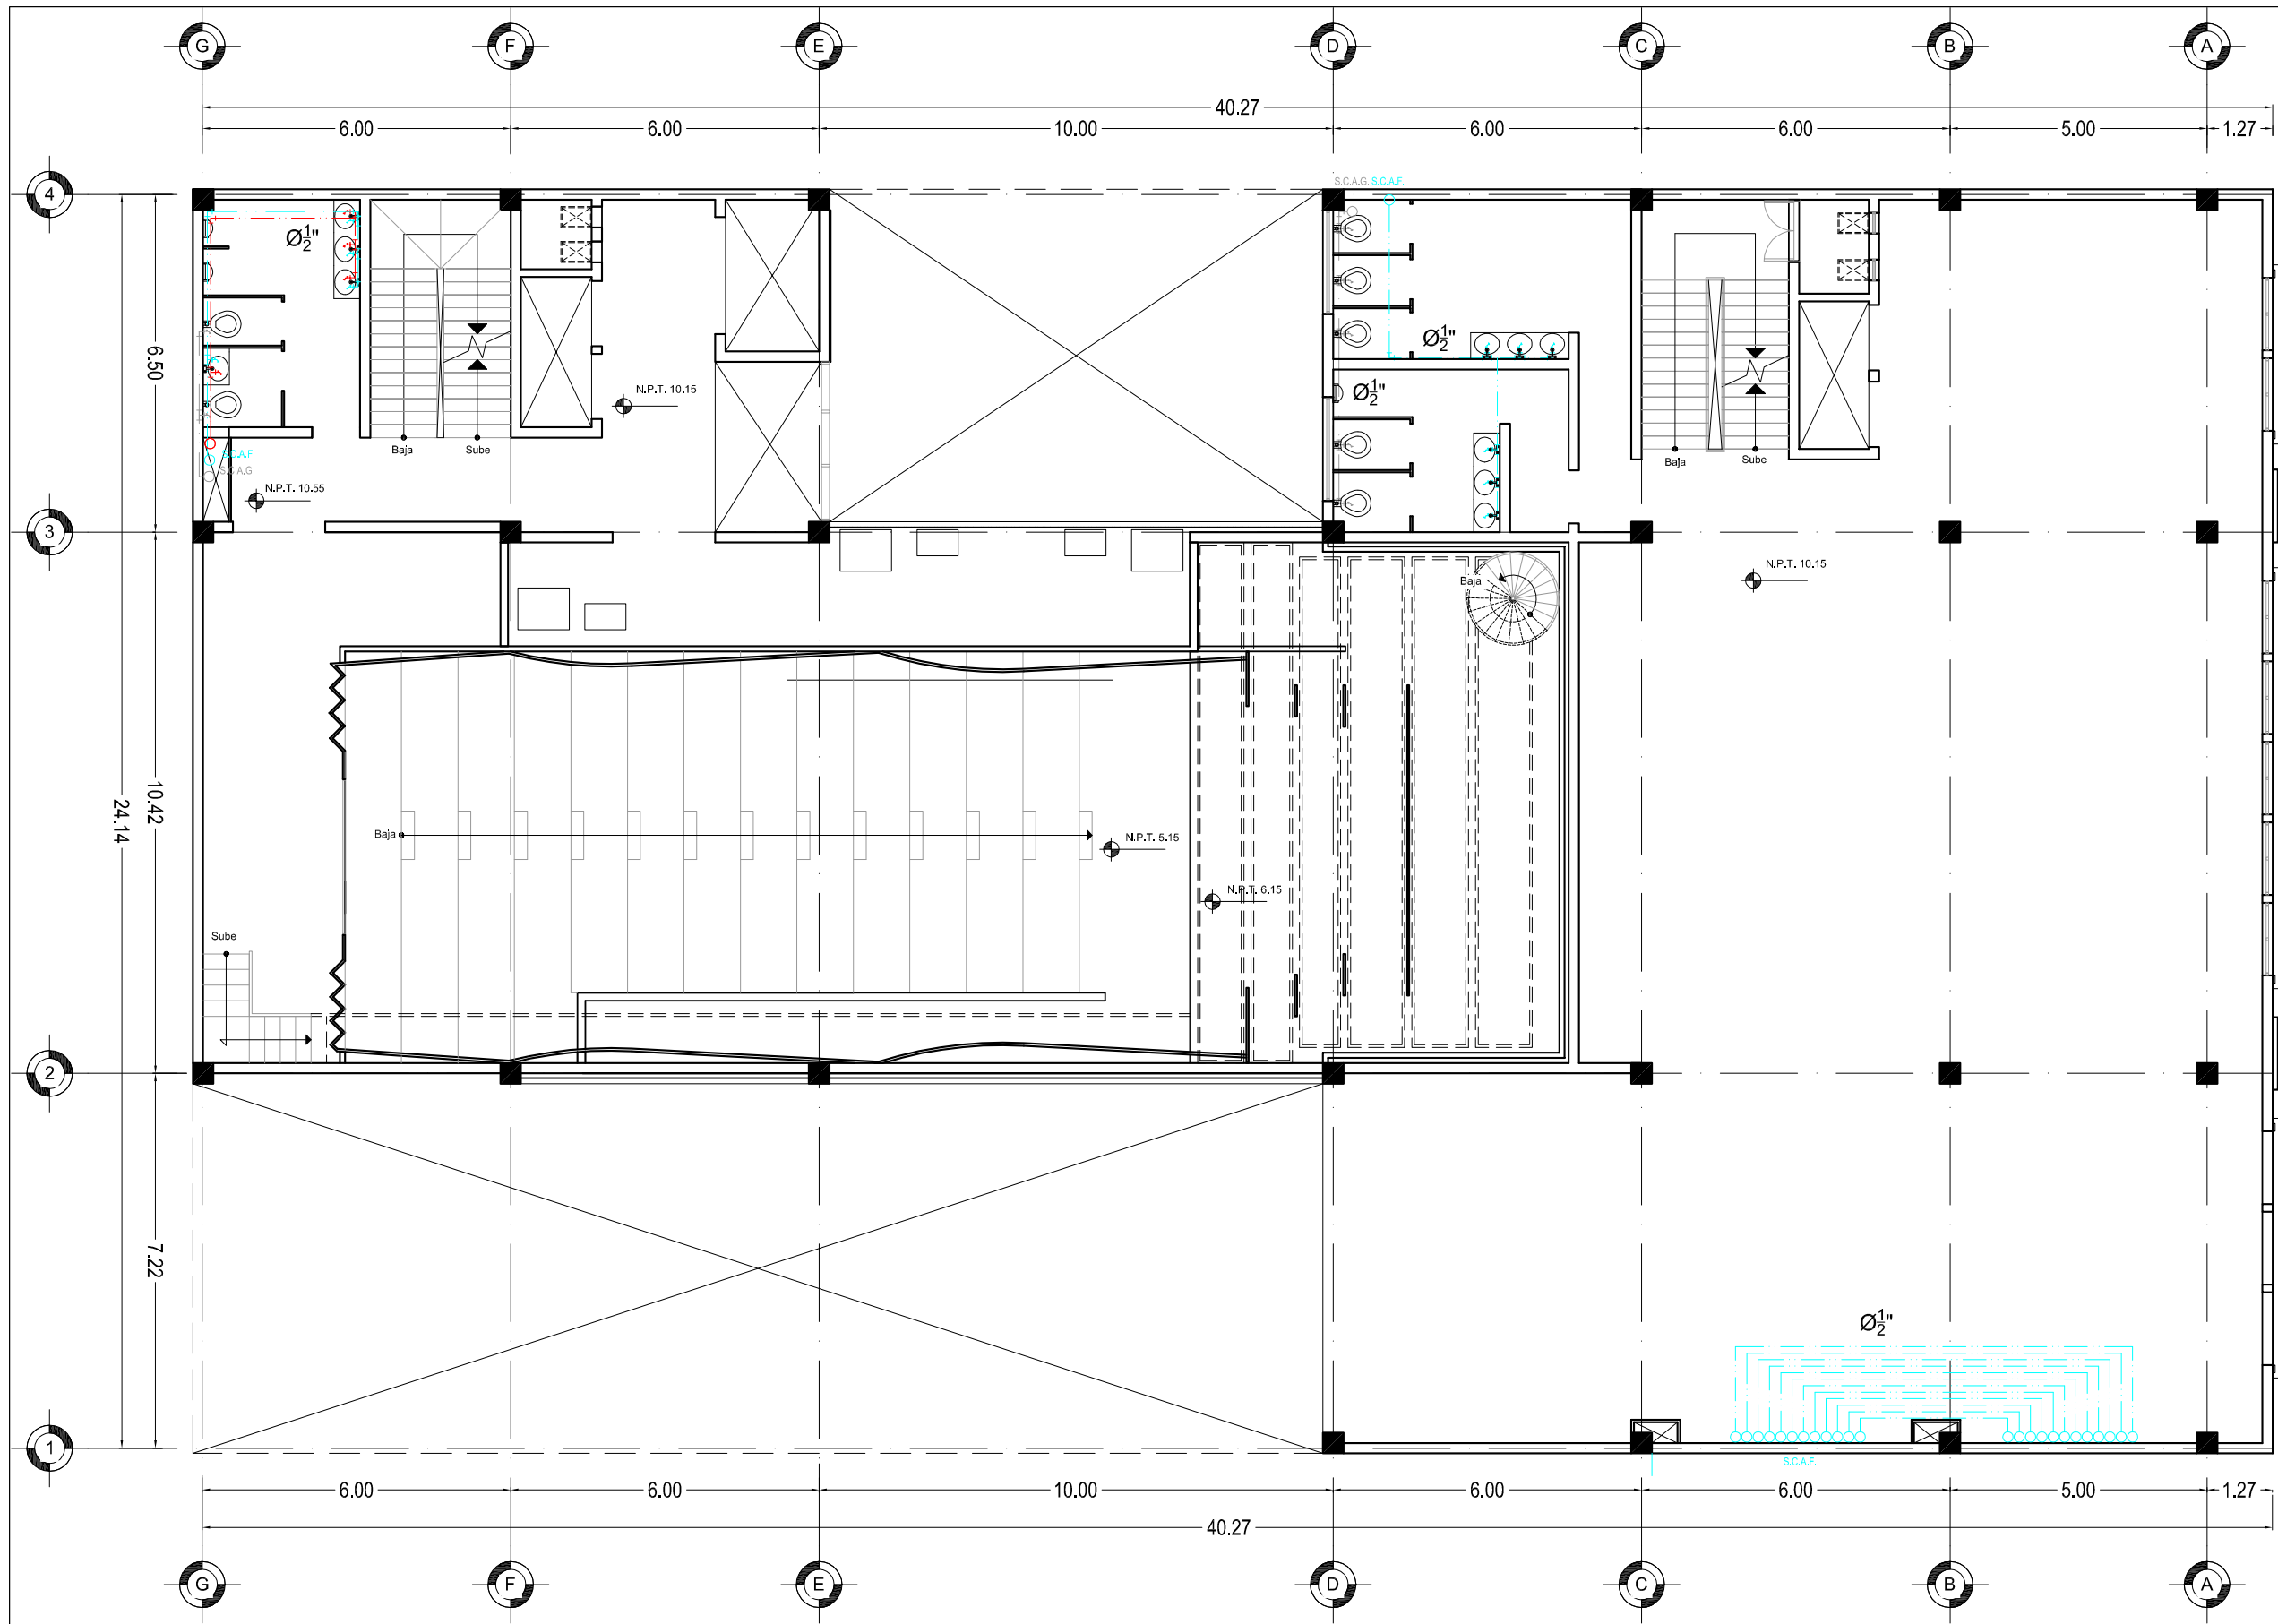 G F E D C B A
40.27
6.00 6.00 10.00 6.00 6.00 5.00 1.27
4
S.C.A.G. S.C.A.F.
Ø1/2"
6.50
Ø1/2"
Ø1/2"
N.P.T. 10.15
Baja Sube
Baja Sube
S.C.A.F.
S.C.A.G.
N.P.T. 10.55
3
N.P.T. 10.15
Baja
10.42
24.14
Baja
N.P.T. 5.15
N.P.T. 6.15
Sube
2
7.22
Ø1/2"
1
S.C.A.F.
6.00 6.00 10.00 6.00 6.00 5.00 1.27
40.27
G F E D C B A